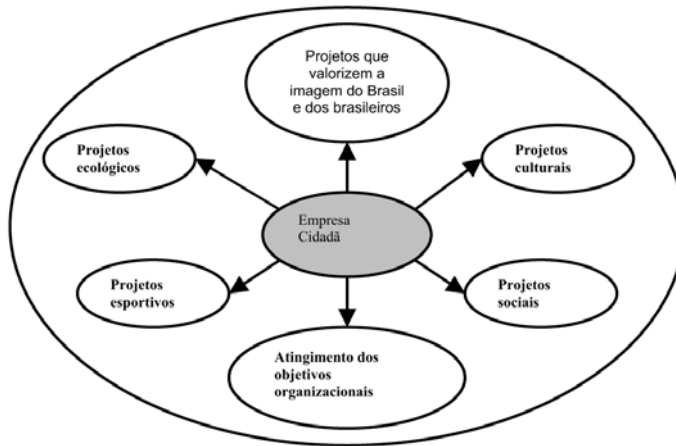 Projetos que
valorizem a
imagem do Brasil
e dos brasileiros
Projetos
ecológicos
Projetos
culturais
Empresa
Cidadã
Projetos
esportivos
Projetos
sociais
Atingimento dos
objetivos
organizacionais